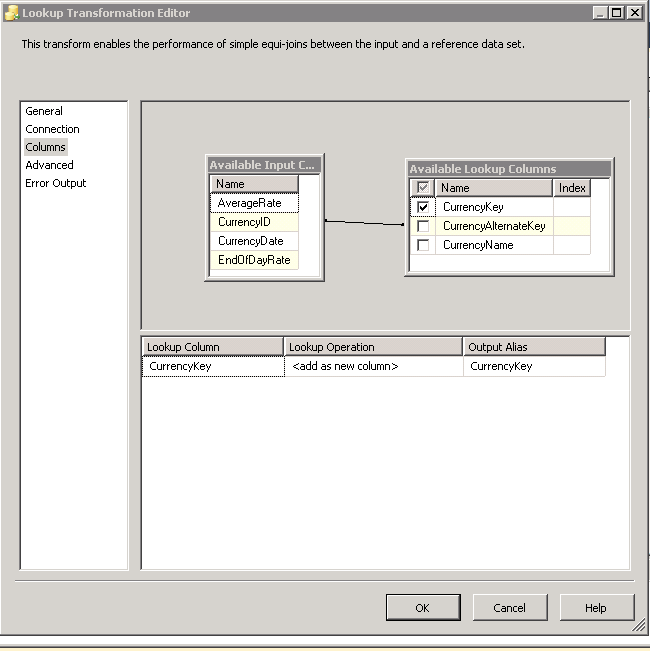 Lookup Transformation Editor
This transform enables the performance of simple equi-joins between the input and a reference data set.
General
Connection
Columns
Advanced
Error Output
Available Input C...
Name
AverageRate
CurrencyID
CurrencyDate
EndOfDayRate
Available Lookup Columns
Name Index
CurrencyKey
CurrencyAlternateKey
CurrencyName
Lookup Column Lookup Operation Output Alias
CurrencyKey <add as new column> CurrencyKey
OK Cancel Help